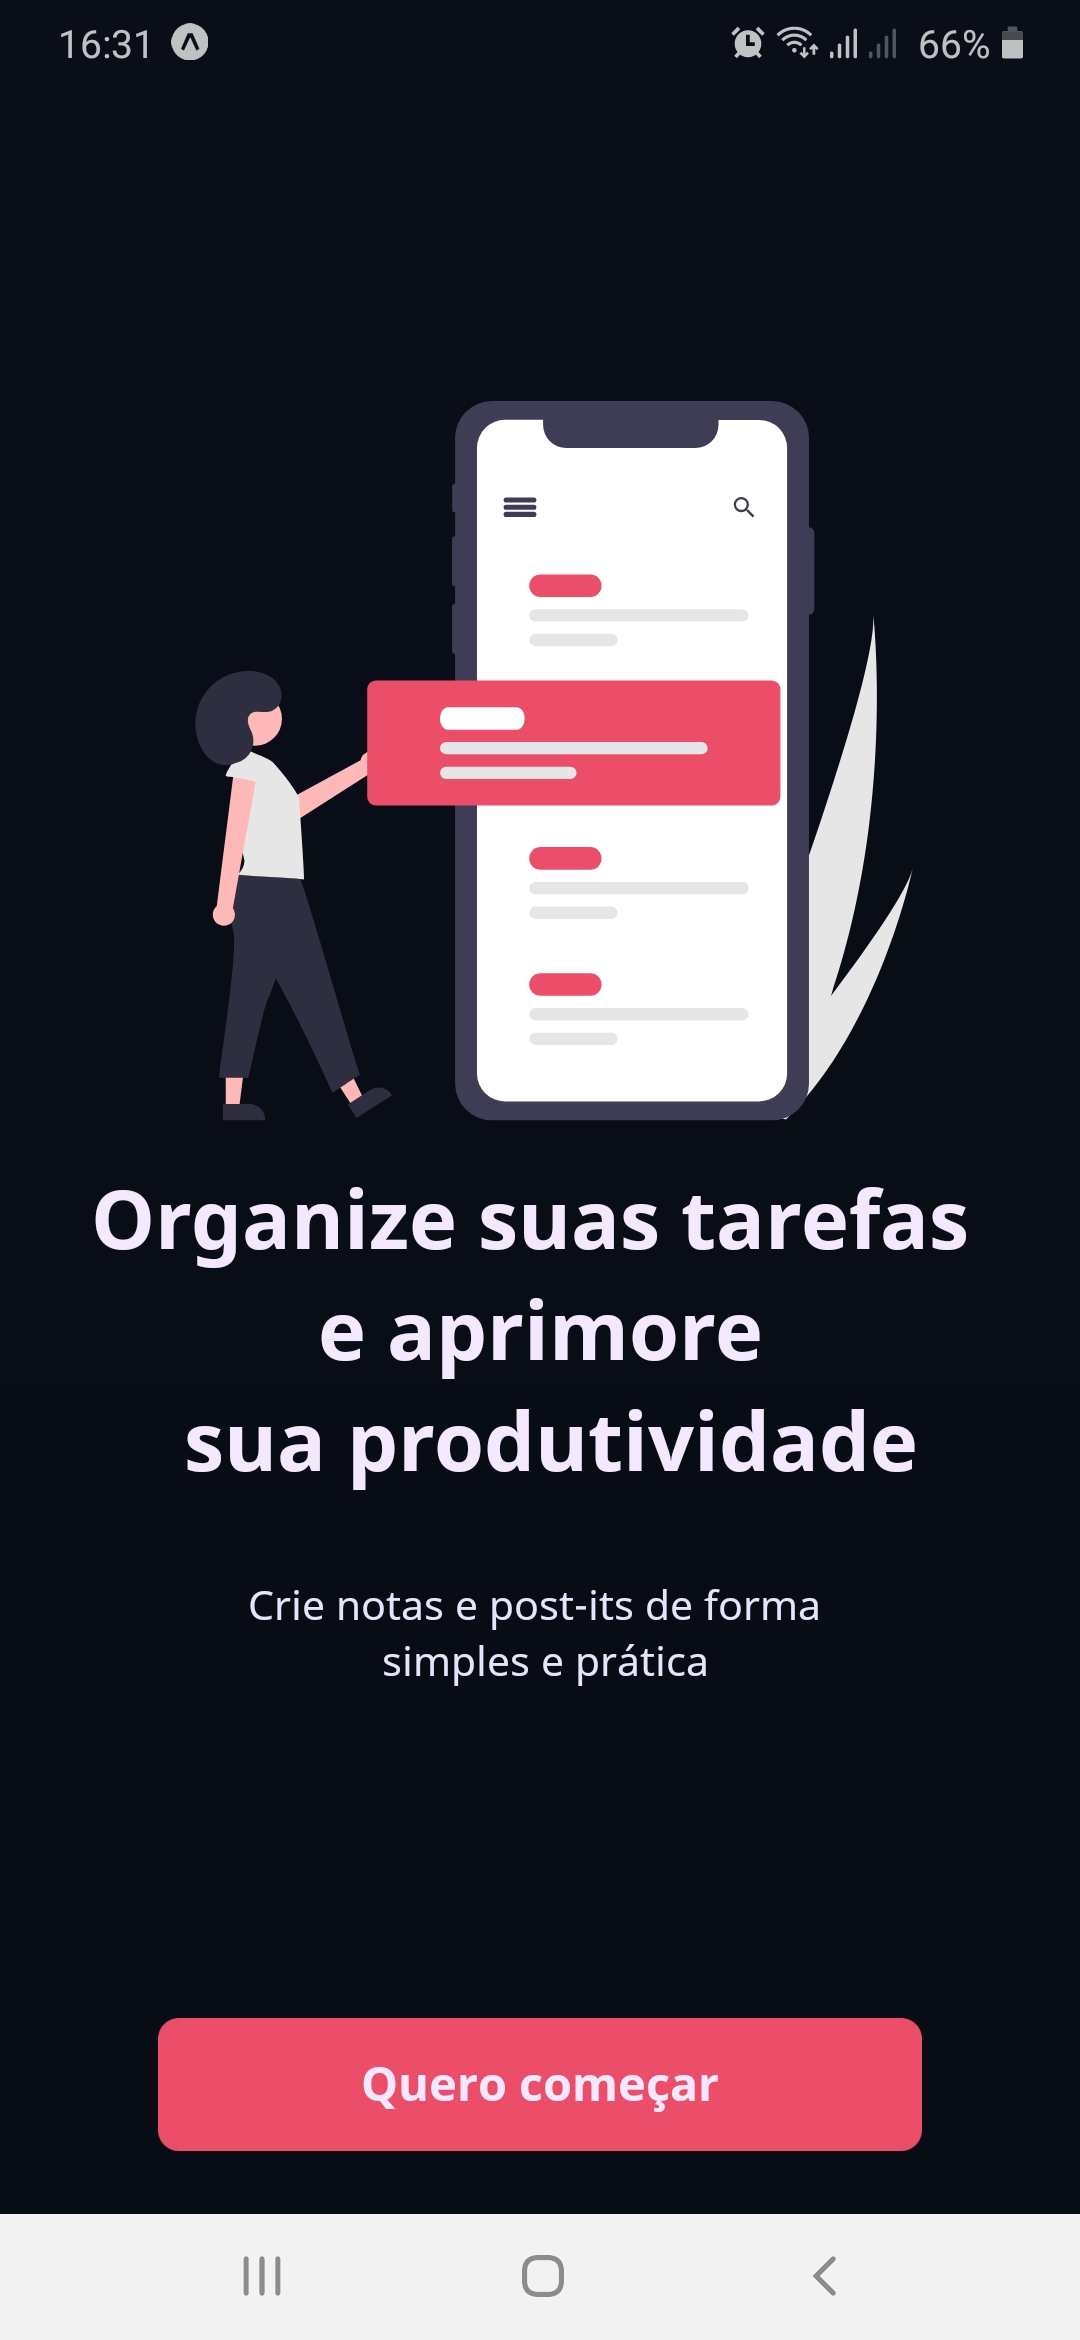 16:31
66%
Organize suas tarefas
e aprimore
sua produtividade
Crie notas e post-its de forma
simples e prática
Quero começar